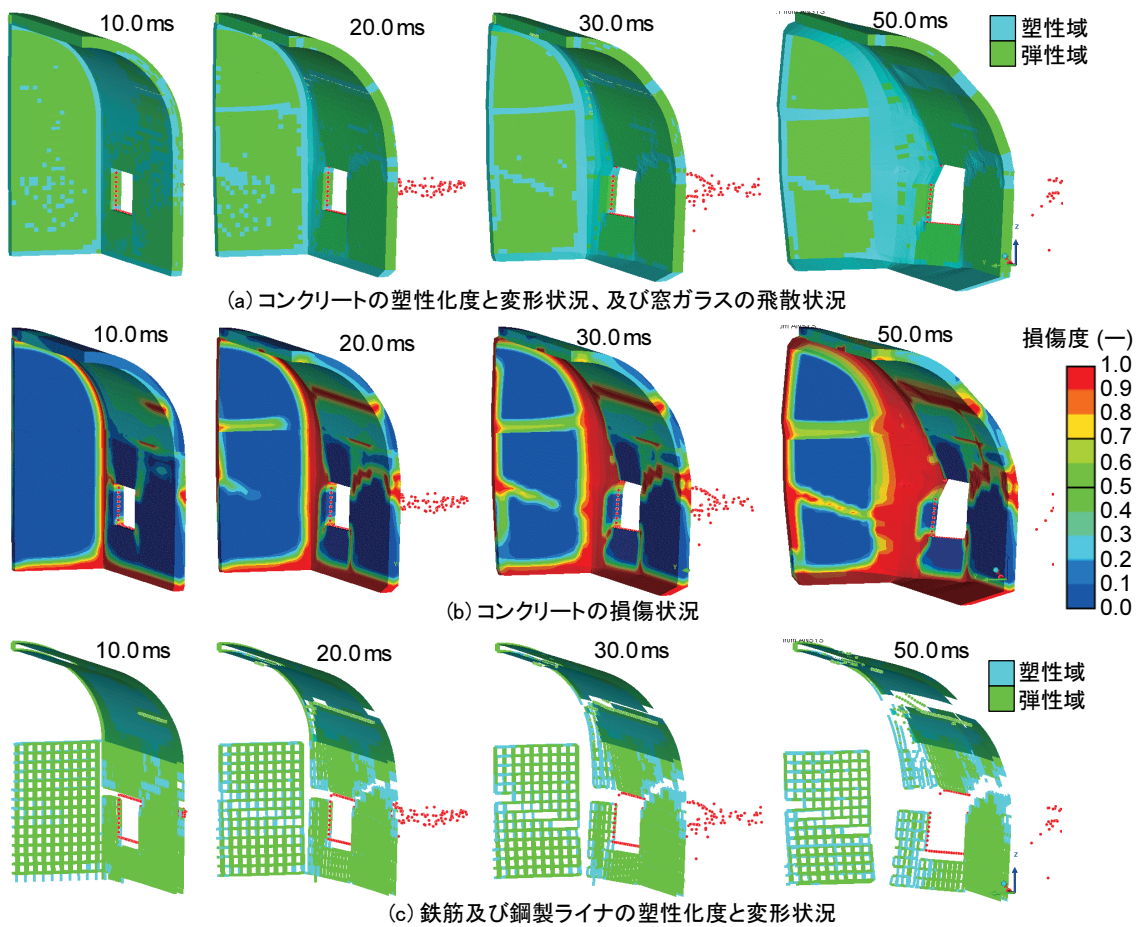 10.0 ms
20.0 ms
30.0 ms
50.0 ms
from ANSYS
塑性域
弾性域
Z
Y
(a) コンクリートの塑性化度と変形状況、及び窓ガラスの飛散状況
10.0 ms
20.0 ms
30.0 ms
50.0 ms
om ANSYS
損傷度 (—)
1.0
0.9
0.8
0.7
0.6
0.5
0.4
0.3
0.2
0.1
0.0
Y
(b) コンクリートの損傷状況
10.0 ms
20.0 ms
30.0 ms
50.0 ms
from ANSYS
塑性域
弾性域
Z
(c) 鉄筋及び鋼製ライナの塑性化度と変形状況